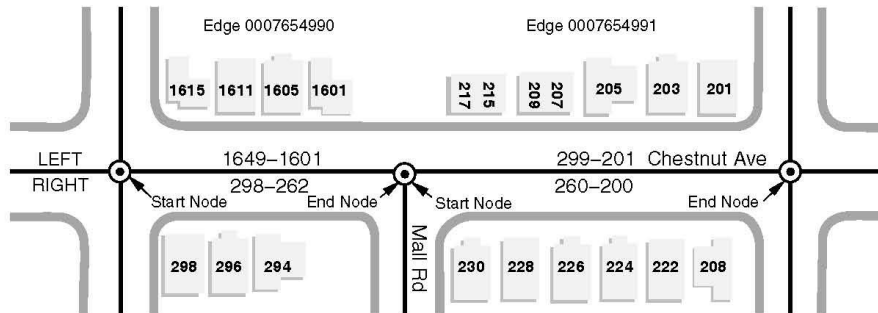 Edge 0007654990 Edge 0007654991
1615 1611 1605 1601 217 215 209 207 205 203 201
LEFT 1649–1601 299–201 Chestnut Ave
RIGHT 298–262 260–200
Start Node End Node Start Node End Node
Mall Rd
298 296 294 230 228 226 224 222 208